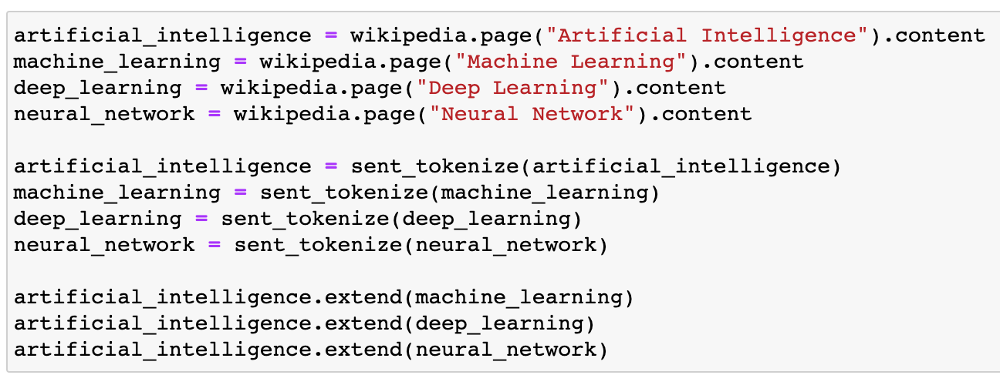 artificial_intelligence = wikipedia.page("Artificial Intelligence").content
machine_learning = wikipedia.page("Machine Learning").content
deep_learning = wikipedia.page("Deep Learning").content
neural_network = wikipedia.page("Neural Network").content

artificial_intelligence = sent_tokenize(artificial_intelligence)
machine_learning = sent_tokenize(machine_learning)
deep_learning = sent_tokenize(deep_learning)
neural_network = sent_tokenize(neural_network)

artificial_intelligence.extend(machine_learning)
artificial_intelligence.extend(deep_learning)
artificial_intelligence.extend(neural_network)